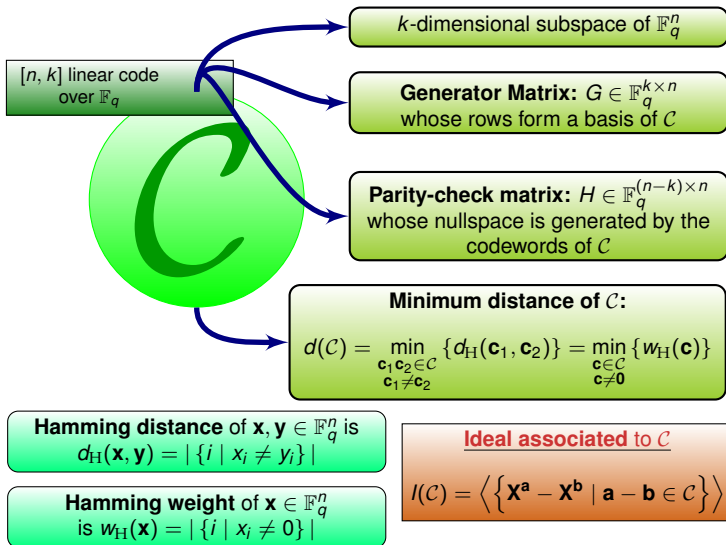 k-dimensional subspace of 𝔽_q^n
[n, k] linear code
over 𝔽_q
Generator Matrix: G ∈ 𝔽_q^{k×n}
whose rows form a basis of 𝒞
𝒞
Parity-check matrix: H ∈ 𝔽_q^{(n−k)×n}
whose nullspace is generated by the
codewords of 𝒞
Minimum distance of 𝒞:
d(𝒞) = min_{c₁c₂∈𝒞, c₁≠c₂} {d_H(c₁, c₂)} = min_{c∈𝒞, c≠0} {w_H(c)}
Hamming distance of x, y ∈ 𝔽_q^n is
d_H(x, y) = | {i | x_i ≠ y_i} |
Hamming weight of x ∈ 𝔽_q^n
is w_H(x) = | {i | x_i ≠ 0} |
Ideal associated to 𝒞
I(𝒞) = ⟨{X^a − X^b | a − b ∈ 𝒞}⟩